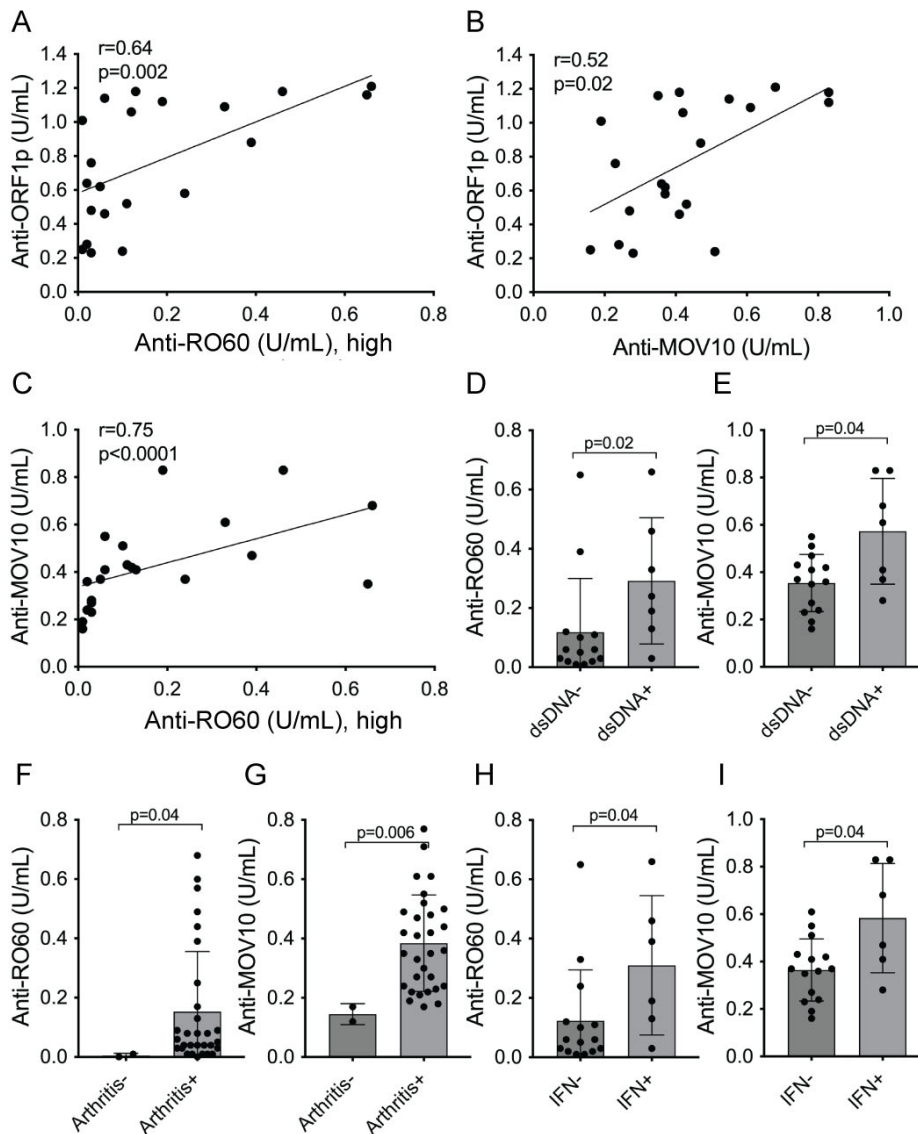 A
r=0.64
p=0.002
Anti-ORF1p (U/mL)
1.4
1.2
1.0
0.8
0.6
0.4
0.2
0.0
0.0 0.2 0.4 0.6 0.8
Anti-RO60 (U/mL), high
B
r=0.52
p=0.02
Anti-ORF1p (U/mL)
1.4
1.2
1.0
0.8
0.6
0.4
0.2
0.0
0.0 0.2 0.4 0.6 0.8 1.0
Anti-MOV10 (U/mL)
C
r=0.75
p<0.0001
Anti-MOV10 (U/mL)
1.0
0.8
0.6
0.4
0.2
0.0
0.0 0.2 0.4 0.6 0.8
Anti-RO60 (U/mL), high
D
p=0.02
Anti-RO60 (U/mL)
0.8
0.6
0.4
0.2
0.0
dsDNA- dsDNA+
E
p=0.04
Anti-MOV10 (U/mL)
1.0
0.8
0.6
0.4
0.2
0.0
dsDNA- dsDNA+
F
p=0.04
Anti-RO60 (U/mL)
0.8
0.6
0.4
0.2
0.0
Arthritis- Arthritis+
G
p=0.006
Anti-MOV10 (U/mL)
0.8
0.6
0.4
0.2
0.0
Arthritis- Arthritis+
H
p=0.04
Anti-RO60 (U/mL)
0.8
0.6
0.4
0.2
0.0
IFN- IFN+
I
p=0.04
Anti-MOV10 (U/mL)
1.0
0.8
0.6
0.4
0.2
0.0
IFN- IFN+